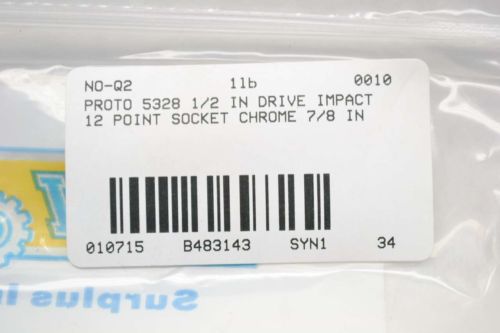 NO-Q2 1lb 0010
PROTO 5328 1/2 IN DRIVE IMPACT
12 POINT SOCKET CHROME 7/8 IN
010715 B483143 SYN1 34
Surplus in